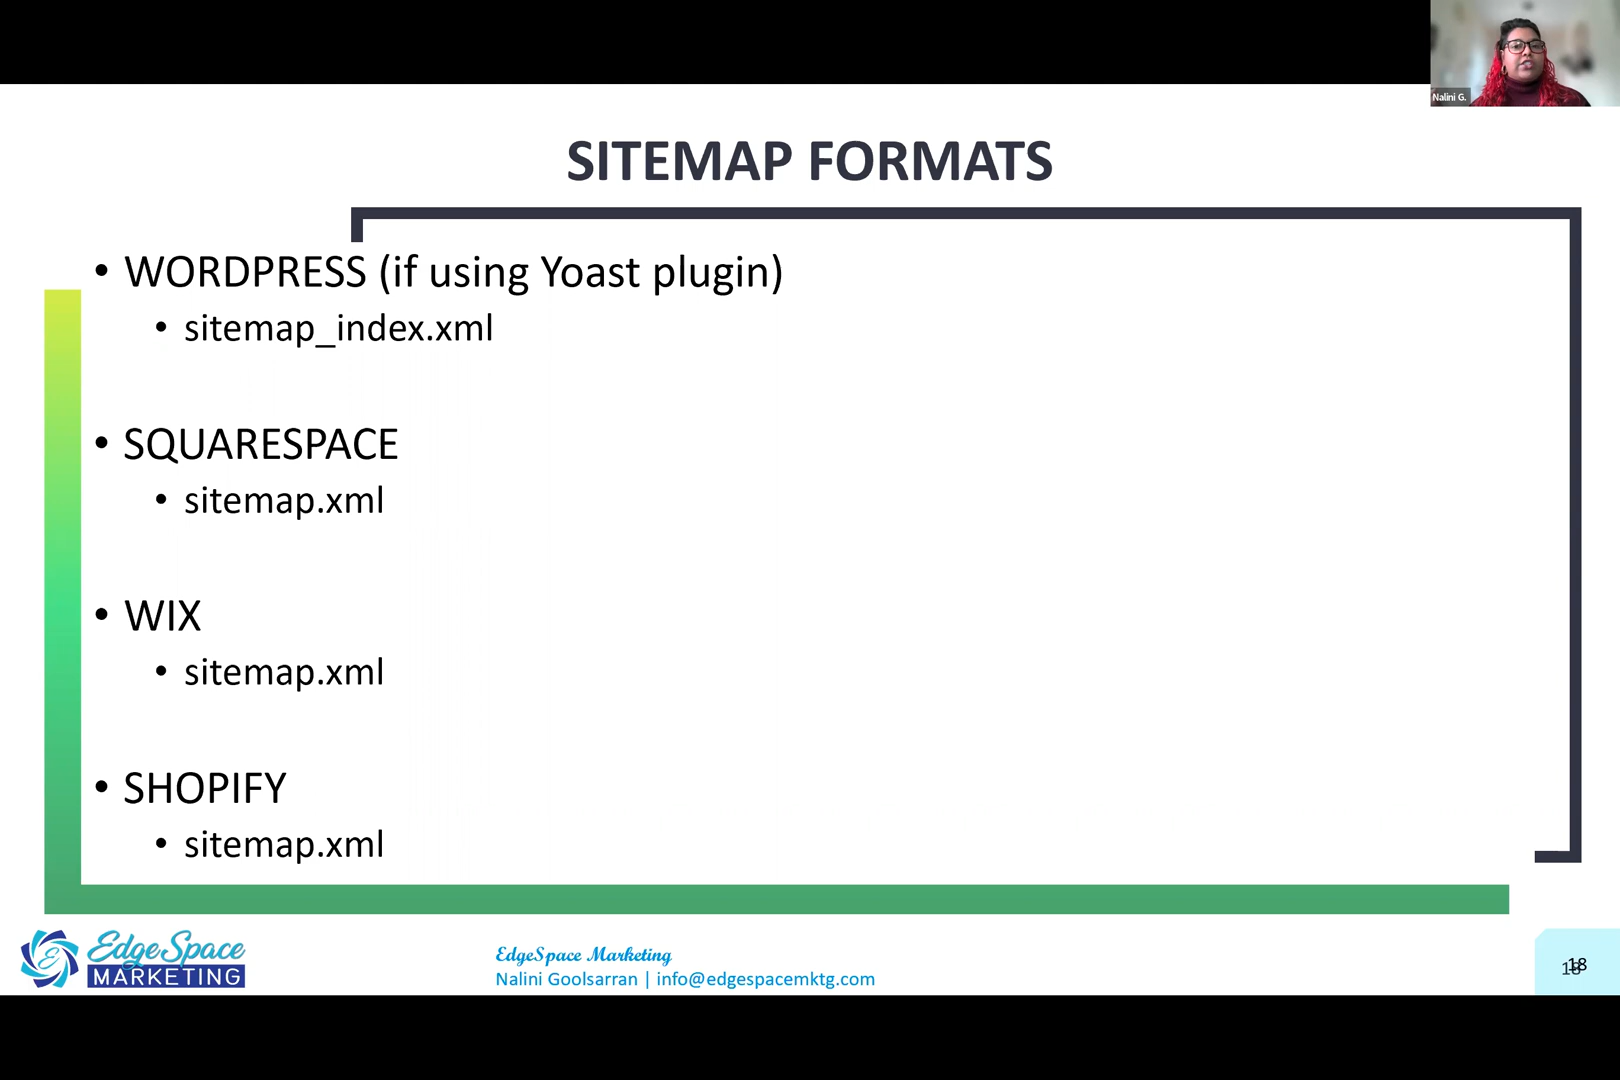 Nalini G.
SITEMAP FORMATS
• WORDPRESS (if using Yoast plugin)
• sitemap_index.xml
• SQUARESPACE
• sitemap.xml
• WIX
• sitemap.xml
• SHOPIFY
• sitemap.xml
EdgeSpace
MARKETING
EdgeSpace Marketing
Nalini Goolsarran | info@edgespacemktg.com
18